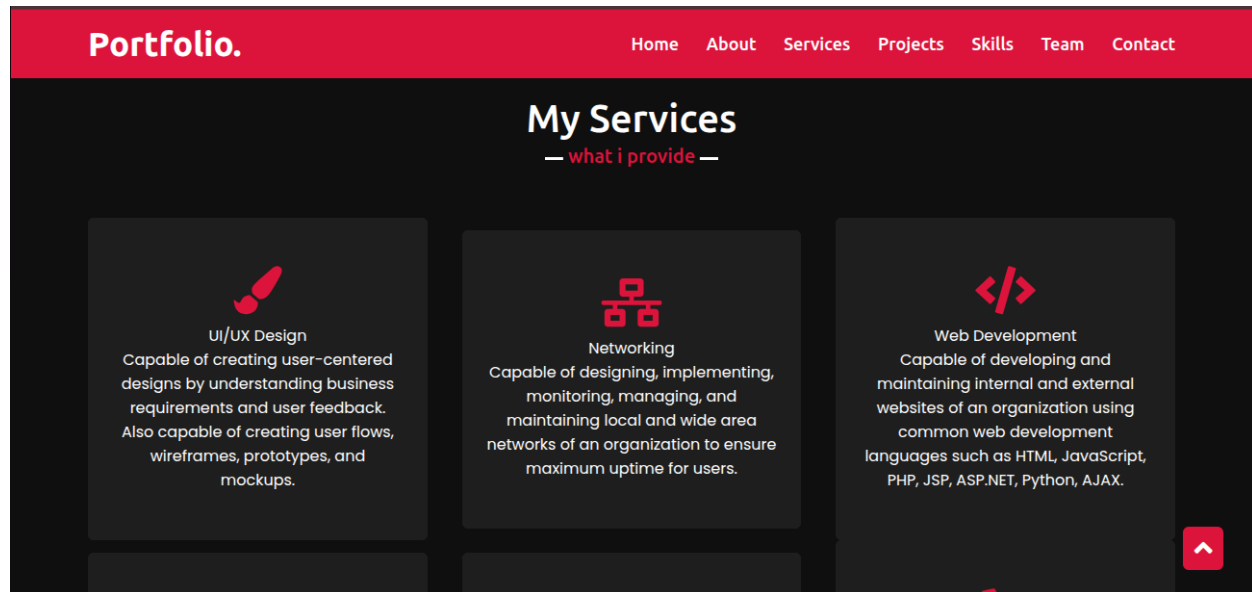 Portfolio.
Home About Services Projects Skills Team Contact
My Services
what i provide
UI/UX Design
Capable of creating user-centered
designs by understanding business
requirements and user feedback.
Also capable of creating user flows,
wireframes, prototypes, and
mockups.
Networking
Capable of designing, implementing,
monitoring, managing, and
maintaining local and wide area
networks of an organization to ensure
maximum uptime for users.
Web Development
Capable of developing and
maintaining internal and external
websites of an organization using
common web development
languages such as HTML, JavaScript,
PHP, JSP, ASP.NET, Python, AJAX.